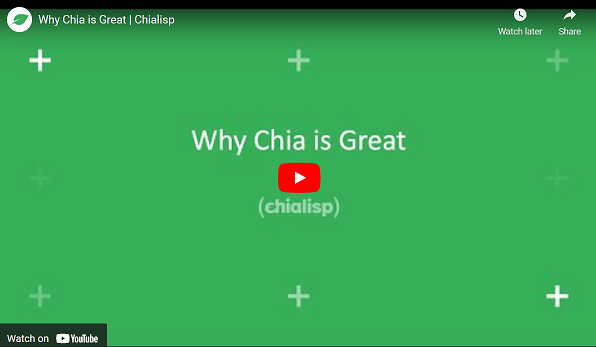 Why Chia is Great | Chialisp
Watch later
Share
Why Chia is Great
(chialisp)
Watch on YouTube